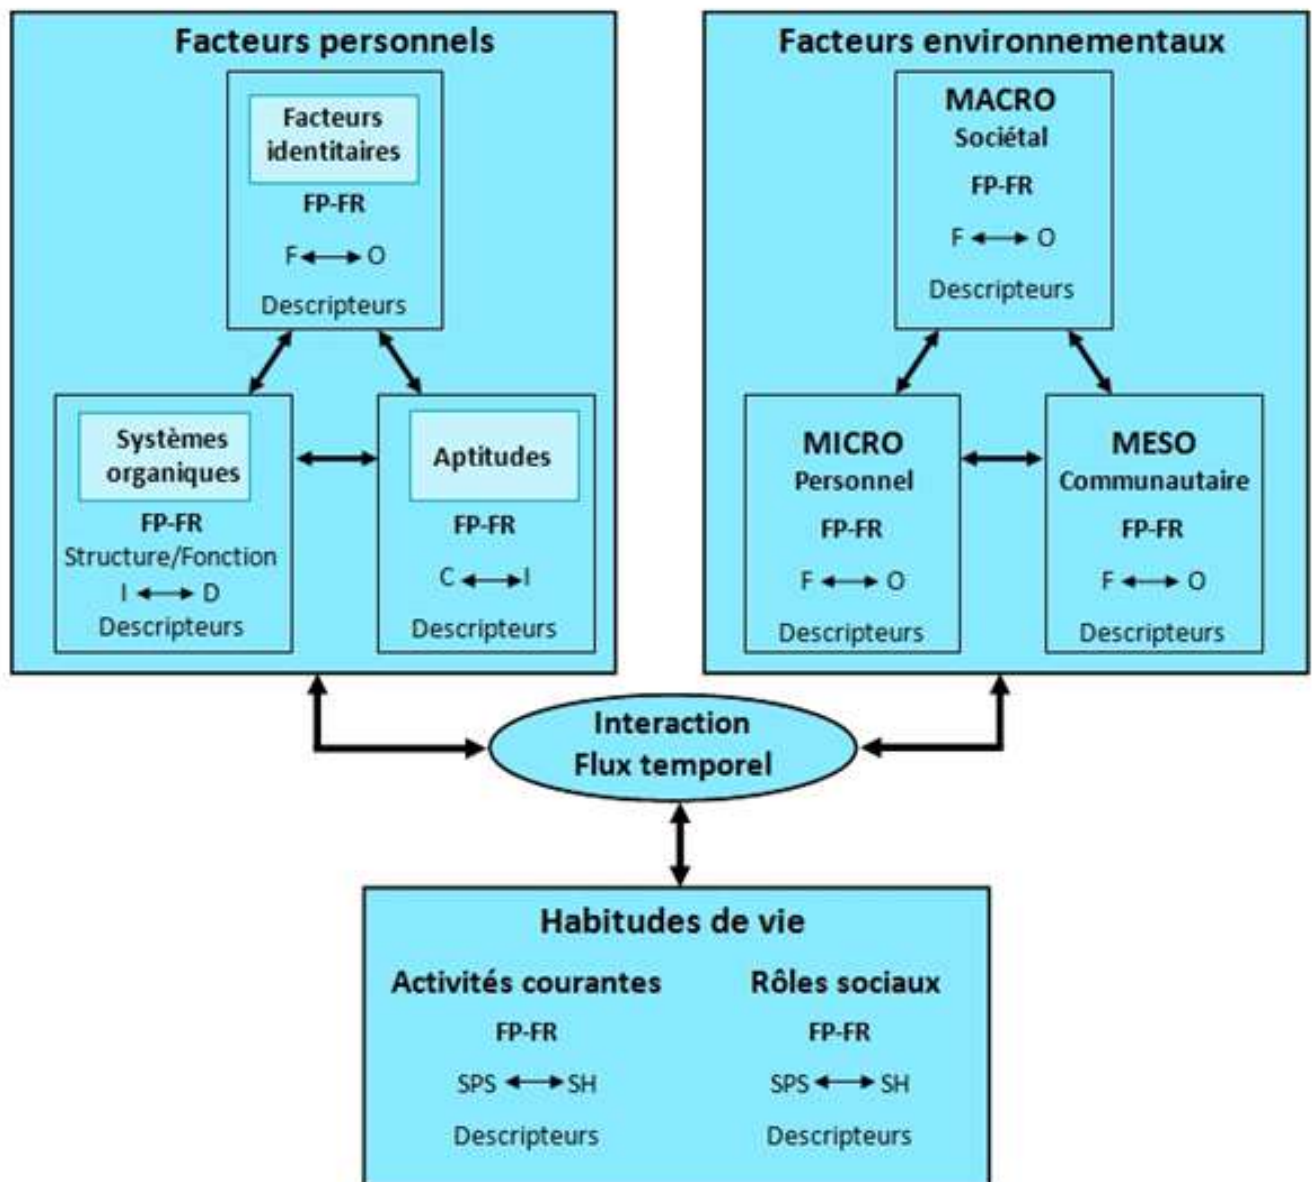 Facteurs personnels
Facteurs
identitaires
FP-FR
F ↔ O
Descripteurs
Systèmes
organiques
FP-FR
Structure/Fonction
I ↔ D
Descripteurs
Aptitudes
FP-FR
C ↔ I
Descripteurs
Facteurs environnementaux
MACRO
Sociétal
FP-FR
F ↔ O
Descripteurs
MICRO
Personnel
FP-FR
F ↔ O
Descripteurs
MESO
Communautaire
FP-FR
F ↔ O
Descripteurs
Interaction
Flux temporel
Habitudes de vie
Activités courantes
FP-FR
SPS ↔ SH
Descripteurs
Rôles sociaux
FP-FR
SPS ↔ SH
Descripteurs